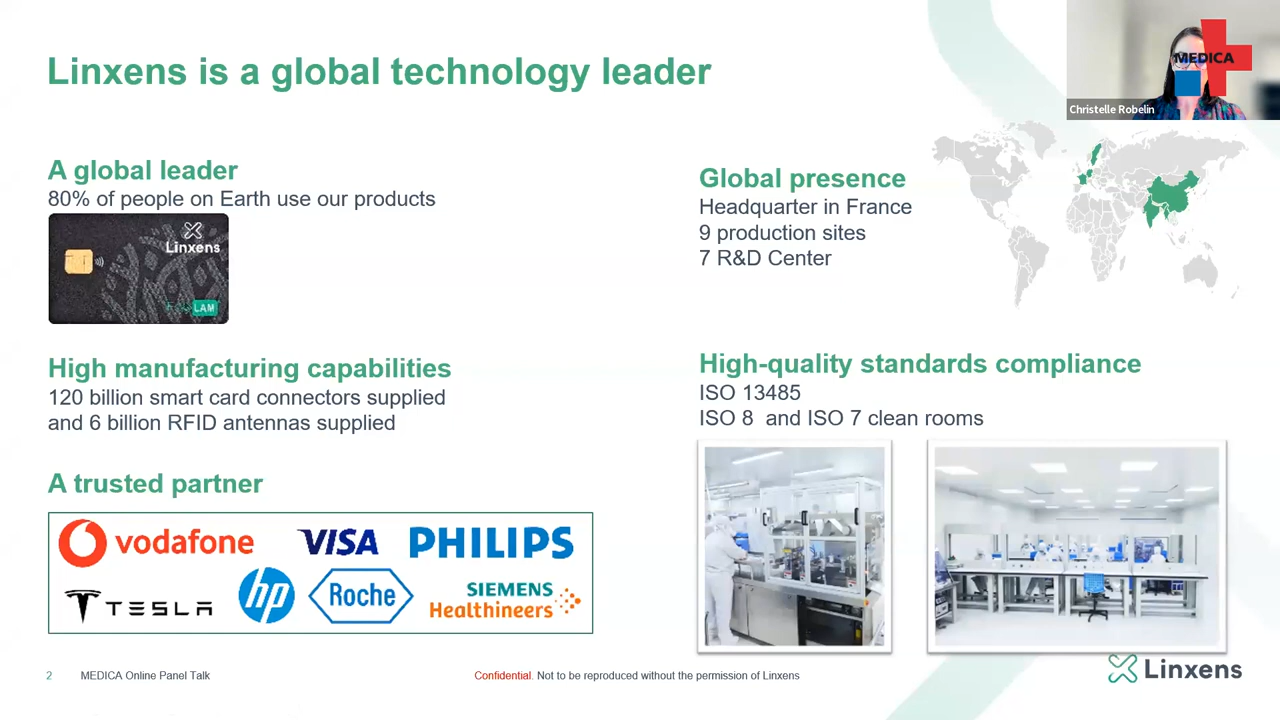 Linxens is a global technology leader
MEDICA
Christelle Robelin
A global leader
80% of people on Earth use our products
Linxens
LAM
High manufacturing capabilities
120 billion smart card connectors supplied
and 6 billion RFID antennas supplied
A trusted partner
vodafone
VISA
PHILIPS
TESLA
hp
Roche
SIEMENS
Healthineers
Global presence
Headquarter in France
9 production sites
7 R&D Center
High-quality standards compliance
ISO 13485
ISO 8 and ISO 7 clean rooms
2
MEDICA Online Panel Talk
Confidential. Not to be reproduced without the permission of Linxens
Linxens